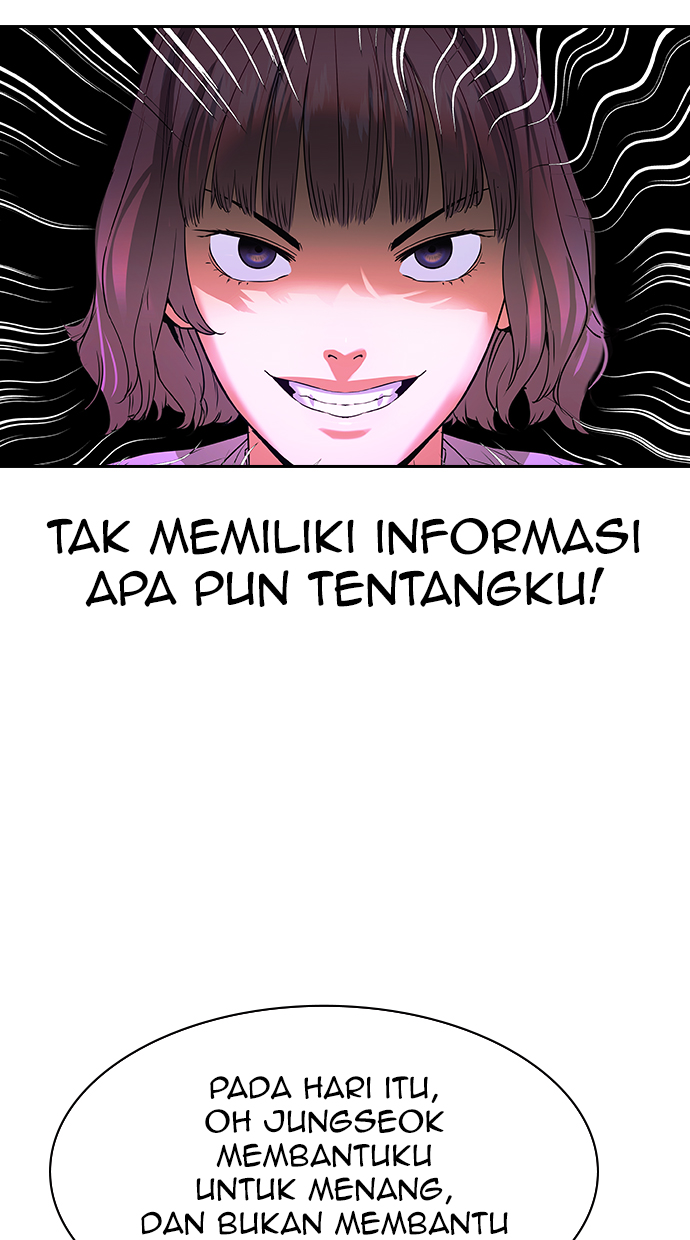 TAK MEMILIKI INFORMASI
APA PUN TENTANGKU!
PADA HARI ITU,
OH JUNGSEOK
MEMBANTUKU
UNTUK MENANG,
DAN BUKAN MEMBANTU